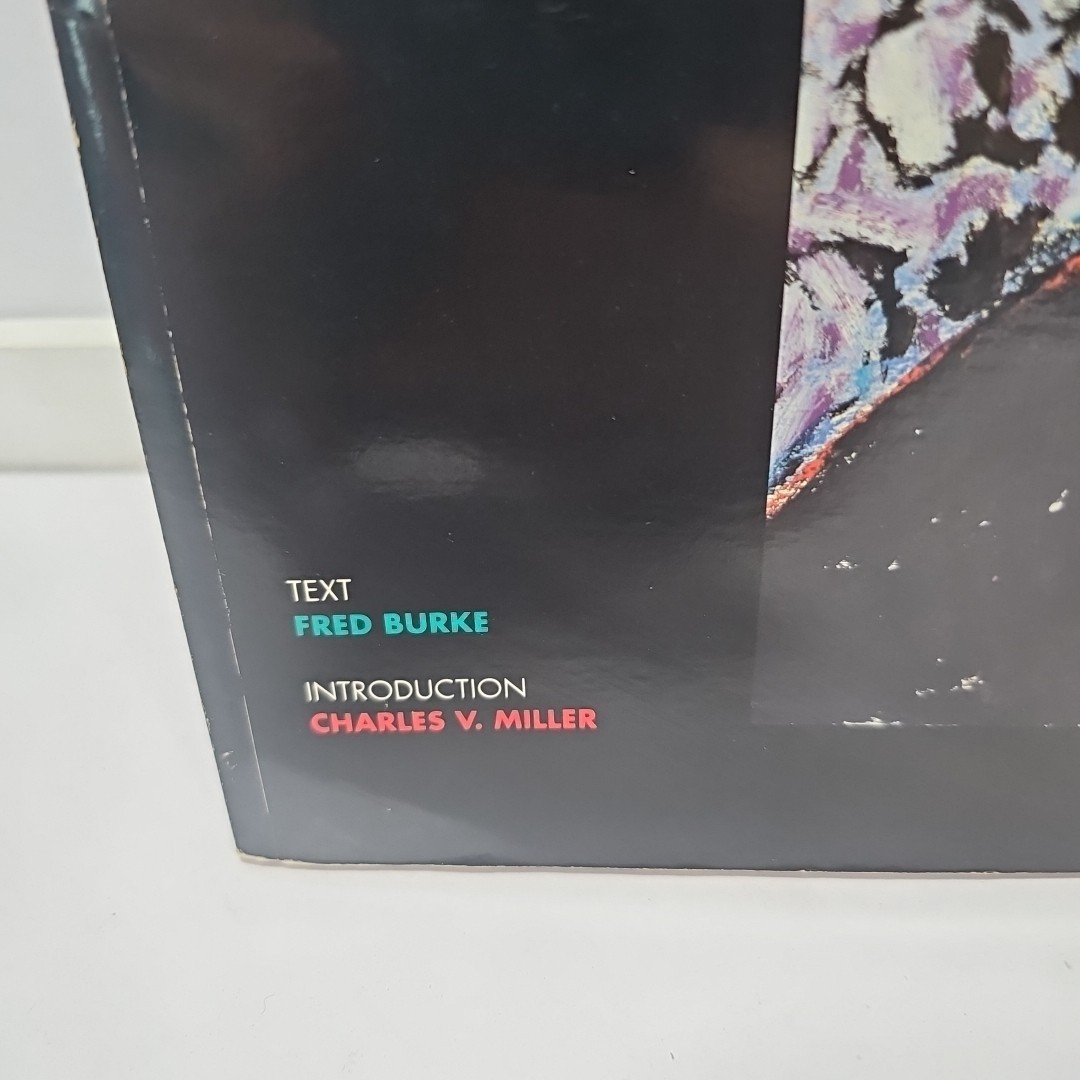 TEXT
FRED BURKE
INTRODUCTION
CHARLES V. MILLER